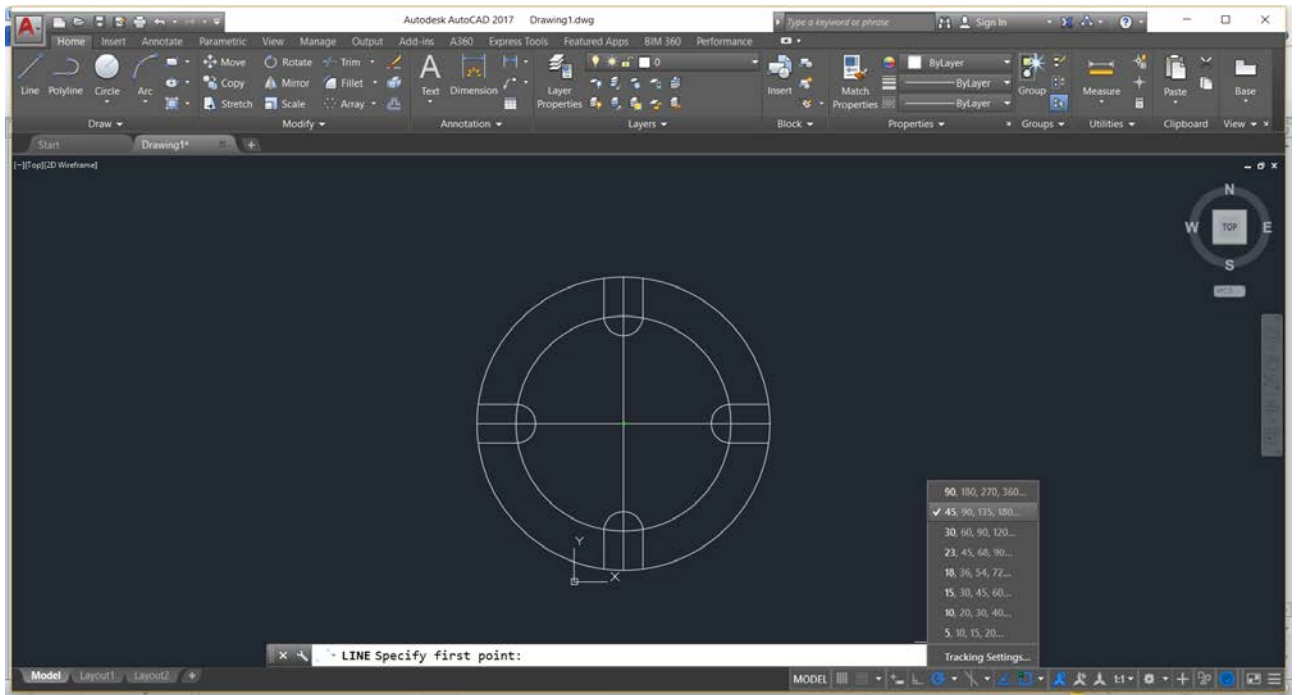 A
Autodesk AutoCAD 2017 Drawing1.dwg
Type a keyword or phrase
Sign In
Home Insert Annotate Parametric View Manage Output Add-ins A360 Express Tools Featured Apps BIM 360 Performance
Line Polyline Circle Arc
Move Rotate Trim
Copy Mirror Fillet
Stretch Scale Array
A
Text Dimension
Layer Properties
0
Insert
Match Properties
ByLayer
ByLayer
ByLayer
Group
Measure
Paste
Base
Draw Modify Annotation Layers Block Properties Groups Utilities Clipboard View
Start Drawing1* +
[−][Top][2D Wireframe]
N
W TOP E
S
WCS
Y
X
90, 180, 270, 360...
45, 90, 135, 180...
30, 60, 90, 120...
23, 45, 68, 90...
18, 36, 54, 72...
15, 30, 45, 60...
10, 20, 30, 40...
5, 10, 15, 20...
Tracking Settings...
LINE Specify first point:
Model Layout1 Layout2 +
MODEL 1:1